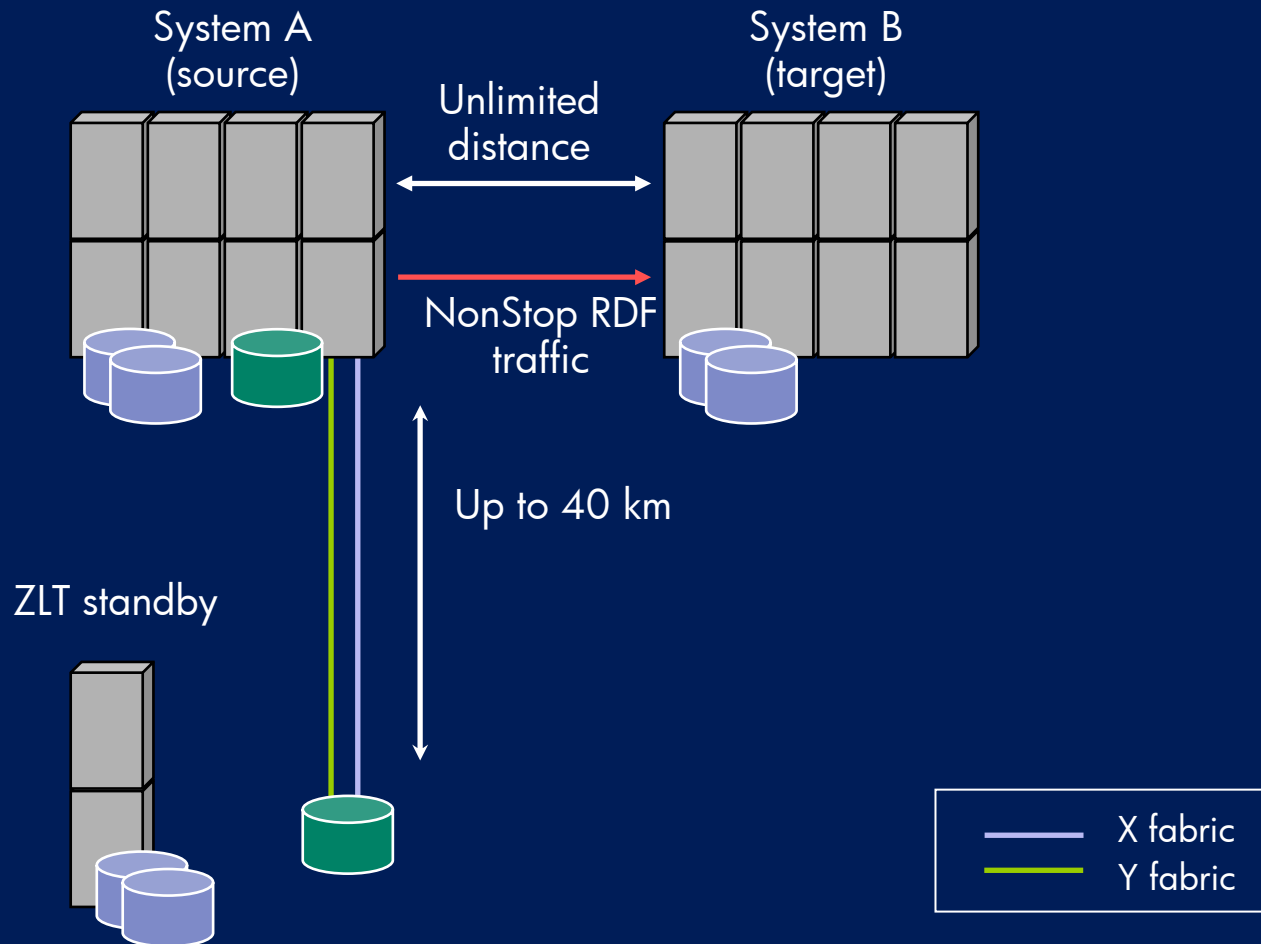 System A
(source)
System B
(target)
Unlimited
distance
NonStop RDF
traffic
Up to 40 km
ZLT standby
X fabric
Y fabric